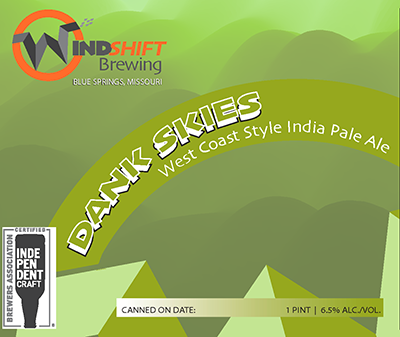 WINDSHIFT
Brewing
BLUE SPRINGS, MISSOURI
DANK SKIES
West Coast Style India Pale Ale
CERTIFIED
BREWERS ASSOCIATION
INDE
PEN
DENT
CRAFT
®
CANNED ON DATE: 1 PINT | 6.5% ALC./VOL.